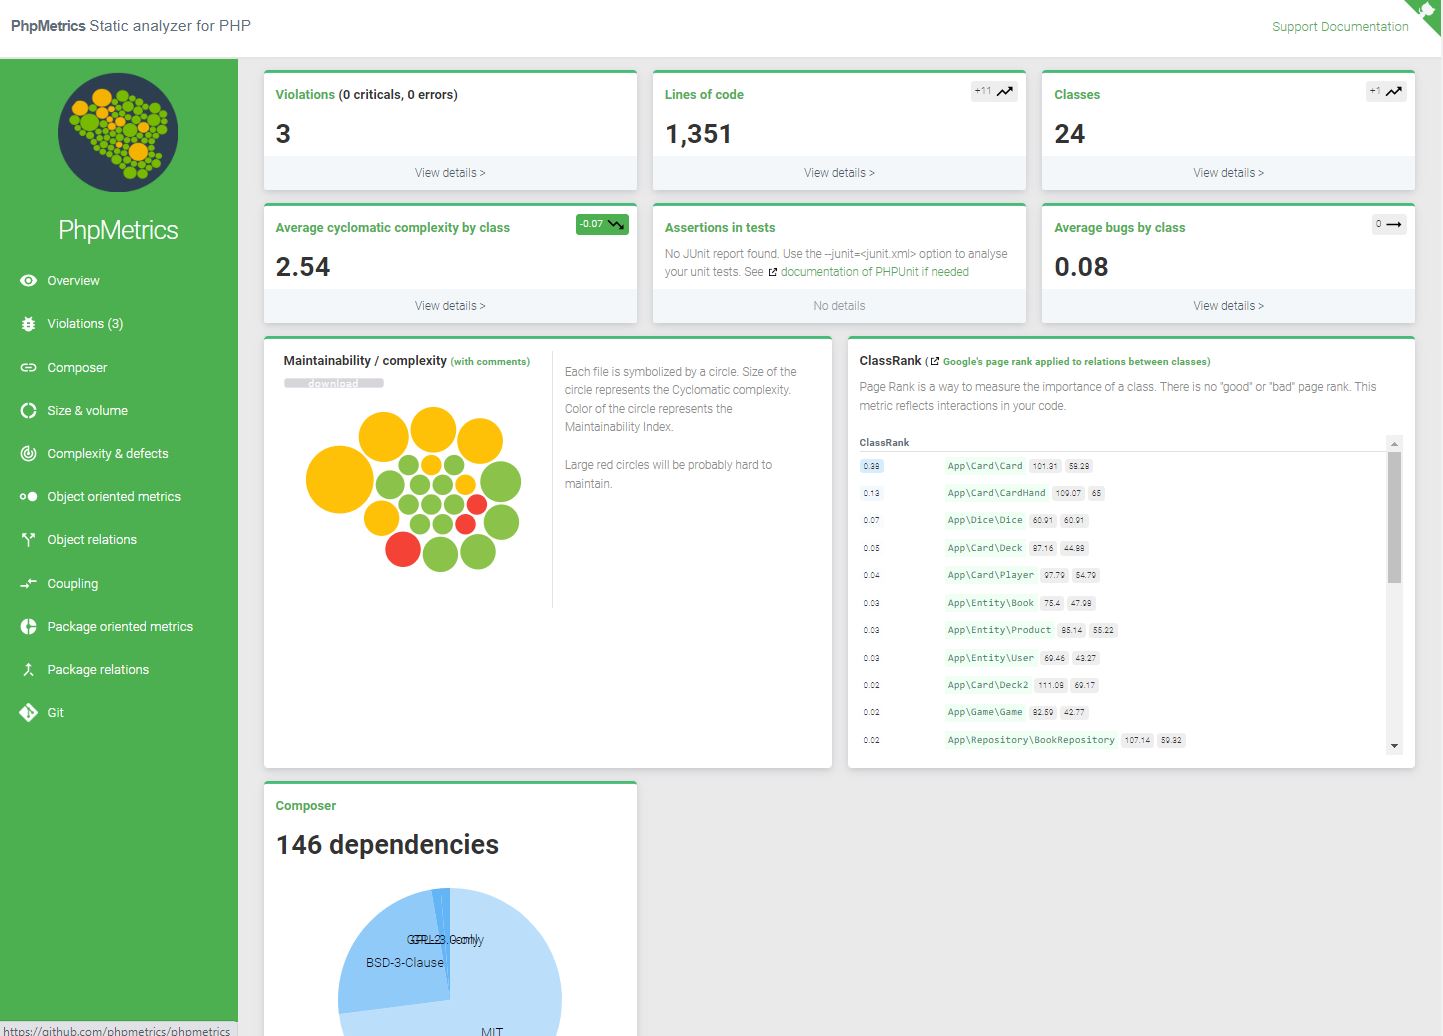 PhpMetrics Static analyzer for PHP
Support Documentation
PhpMetrics
Overview
Violations (3)
Composer
Size & volume
Complexity & defects
Object oriented metrics
Object relations
Coupling
Package oriented metrics
Package relations
Git
Violations (0 criticals, 0 errors)
3
View details >
Lines of code
+11
1,351
View details >
Classes
+1
24
View details >
Average cyclomatic complexity by class
-0.07
2.54
View details >
Assertions in tests
No JUnit report found. Use the --junit=<junit.xml> option to analyse
your unit tests. See documentation of PHPUnit if needed
No details
Average bugs by class
0
0.08
View details >
Maintainability / complexity (with comments)
download
Each file is symbolized by a circle. Size of the
circle represents the Cyclomatic complexity.
Color of the circle represents the
Maintainability Index.
Large red circles will be probably hard to
maintain.
ClassRank ( Google's page rank applied to relations between classes)
Page Rank is a way to measure the importance of a class. There is no "good" or "bad" page rank. This
metric reflects interactions in your code.
ClassRank
0.38 App\Card\Card 101.31 58.28
0.13 App\Card\CardHand 109.07 65
0.07 App\Dice\Dice 60.91 60.91
0.05 App\Card\Deck 87.16 44.88
0.04 App\Card\Player 97.79 54.79
0.03 App\Entity\Book 75.4 47.98
0.03 App\Entity\Product 85.14 55.22
0.03 App\Entity\User 69.46 43.27
0.02 App\Card\Deck2 111.08 69.17
0.02 App\Game\Game 82.59 42.77
0.02 App\Repository\BookRepository 107.14 59.32
Composer
146 dependencies
BSD-3-Clause
MIT
https://github.com/phpmetrics/phpmetrics